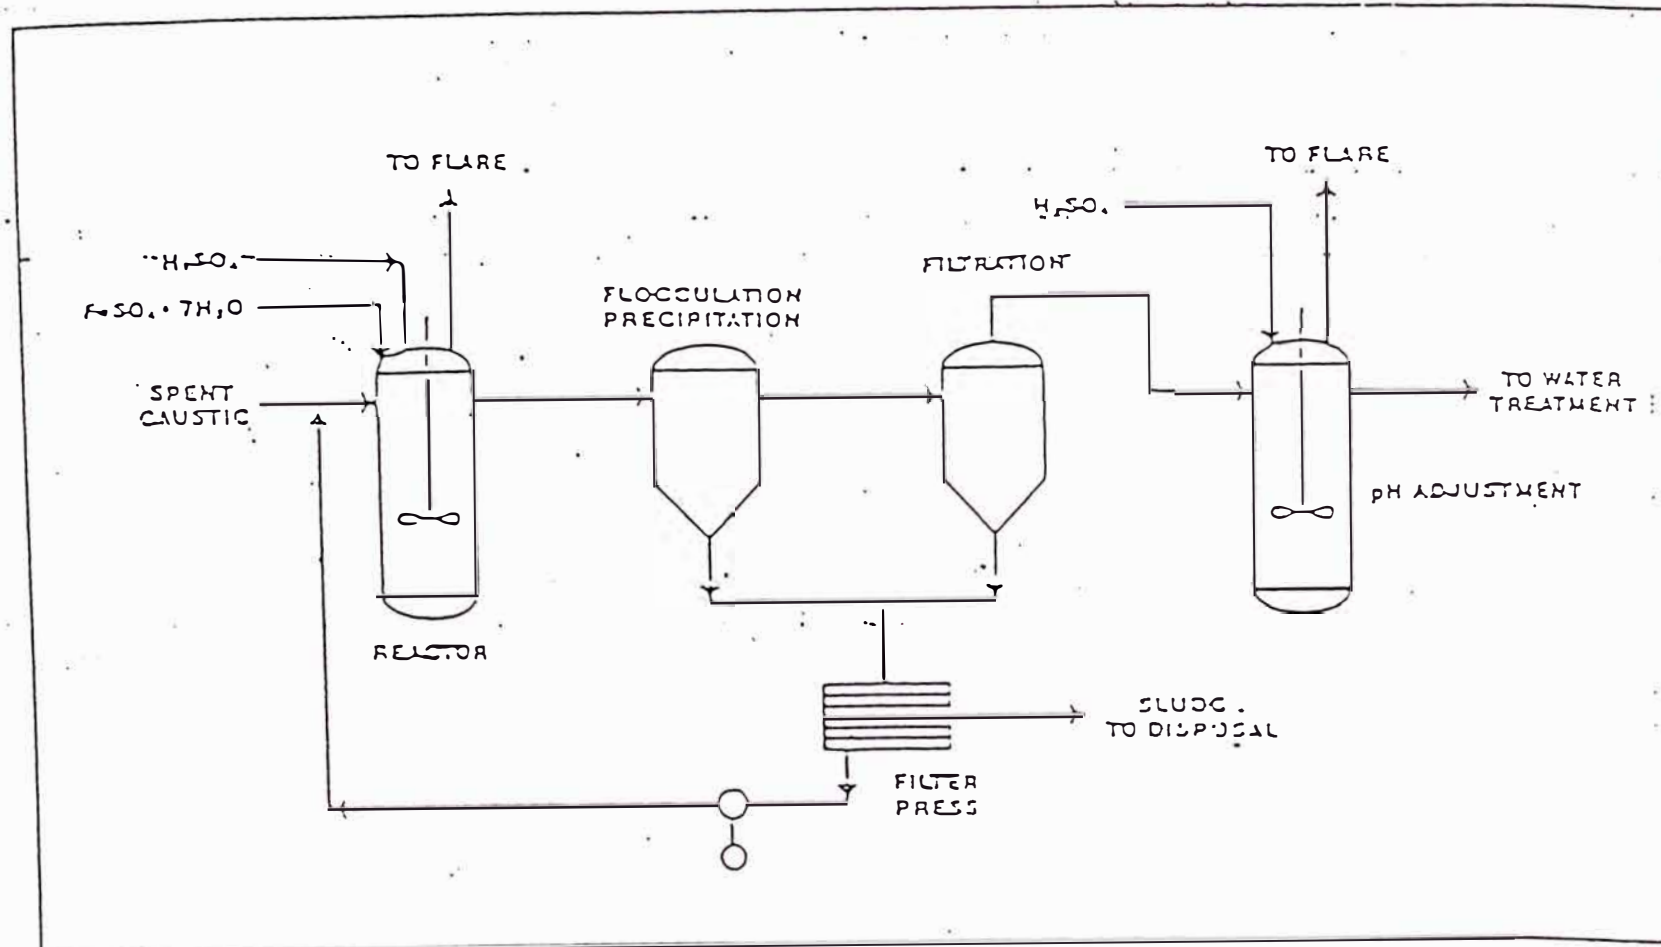 TO FLARE
TO FLARE
H₂SO₄
H₂SO₄
FILTRATION
FeSO₄ · 7H₂O
FLOCCULATION
PRECIPITATION
SPENT
CAUSTIC
TO WATER
TREATMENT
pH ADJUSTMENT
REACTOR
SLUDGE
TO DISPOSAL
FILTER
PRESS